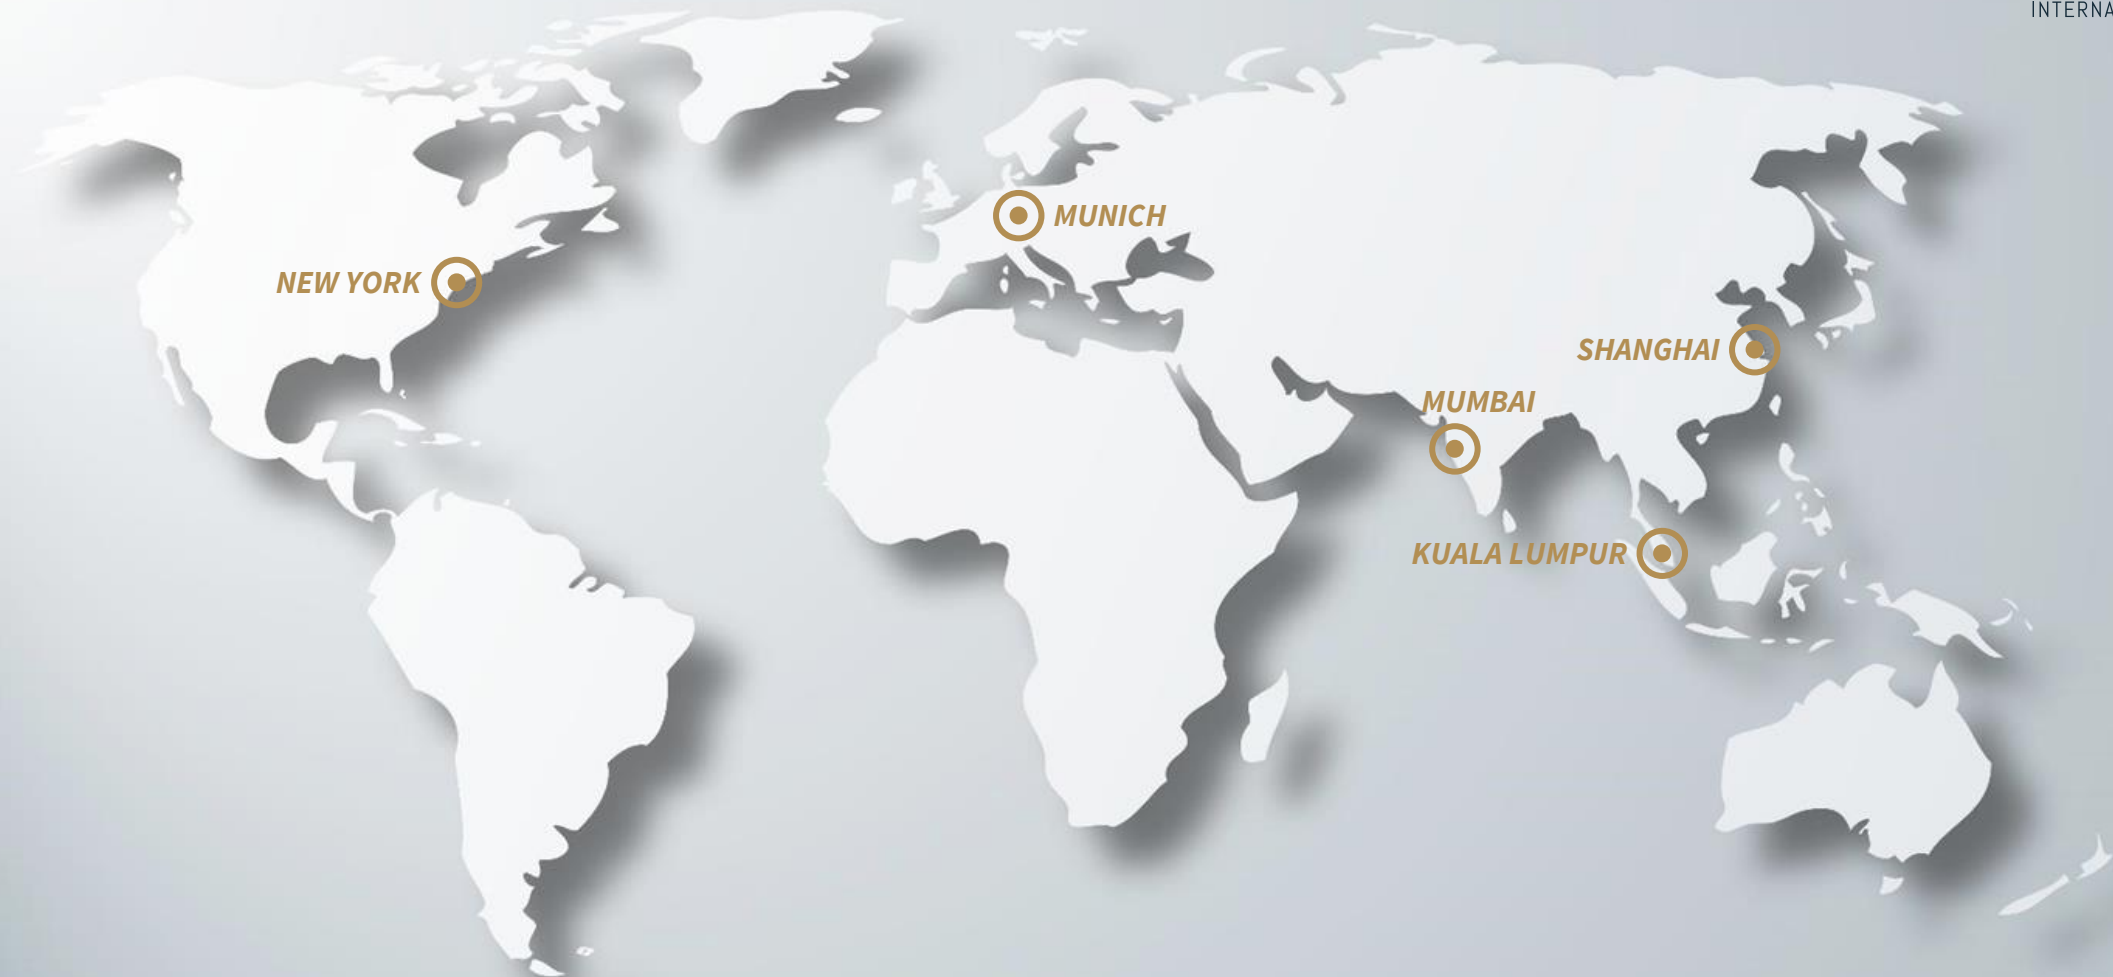 INTERNA
MUNICH
NEW YORK
SHANGHAI
MUMBAI
KUALA LUMPUR